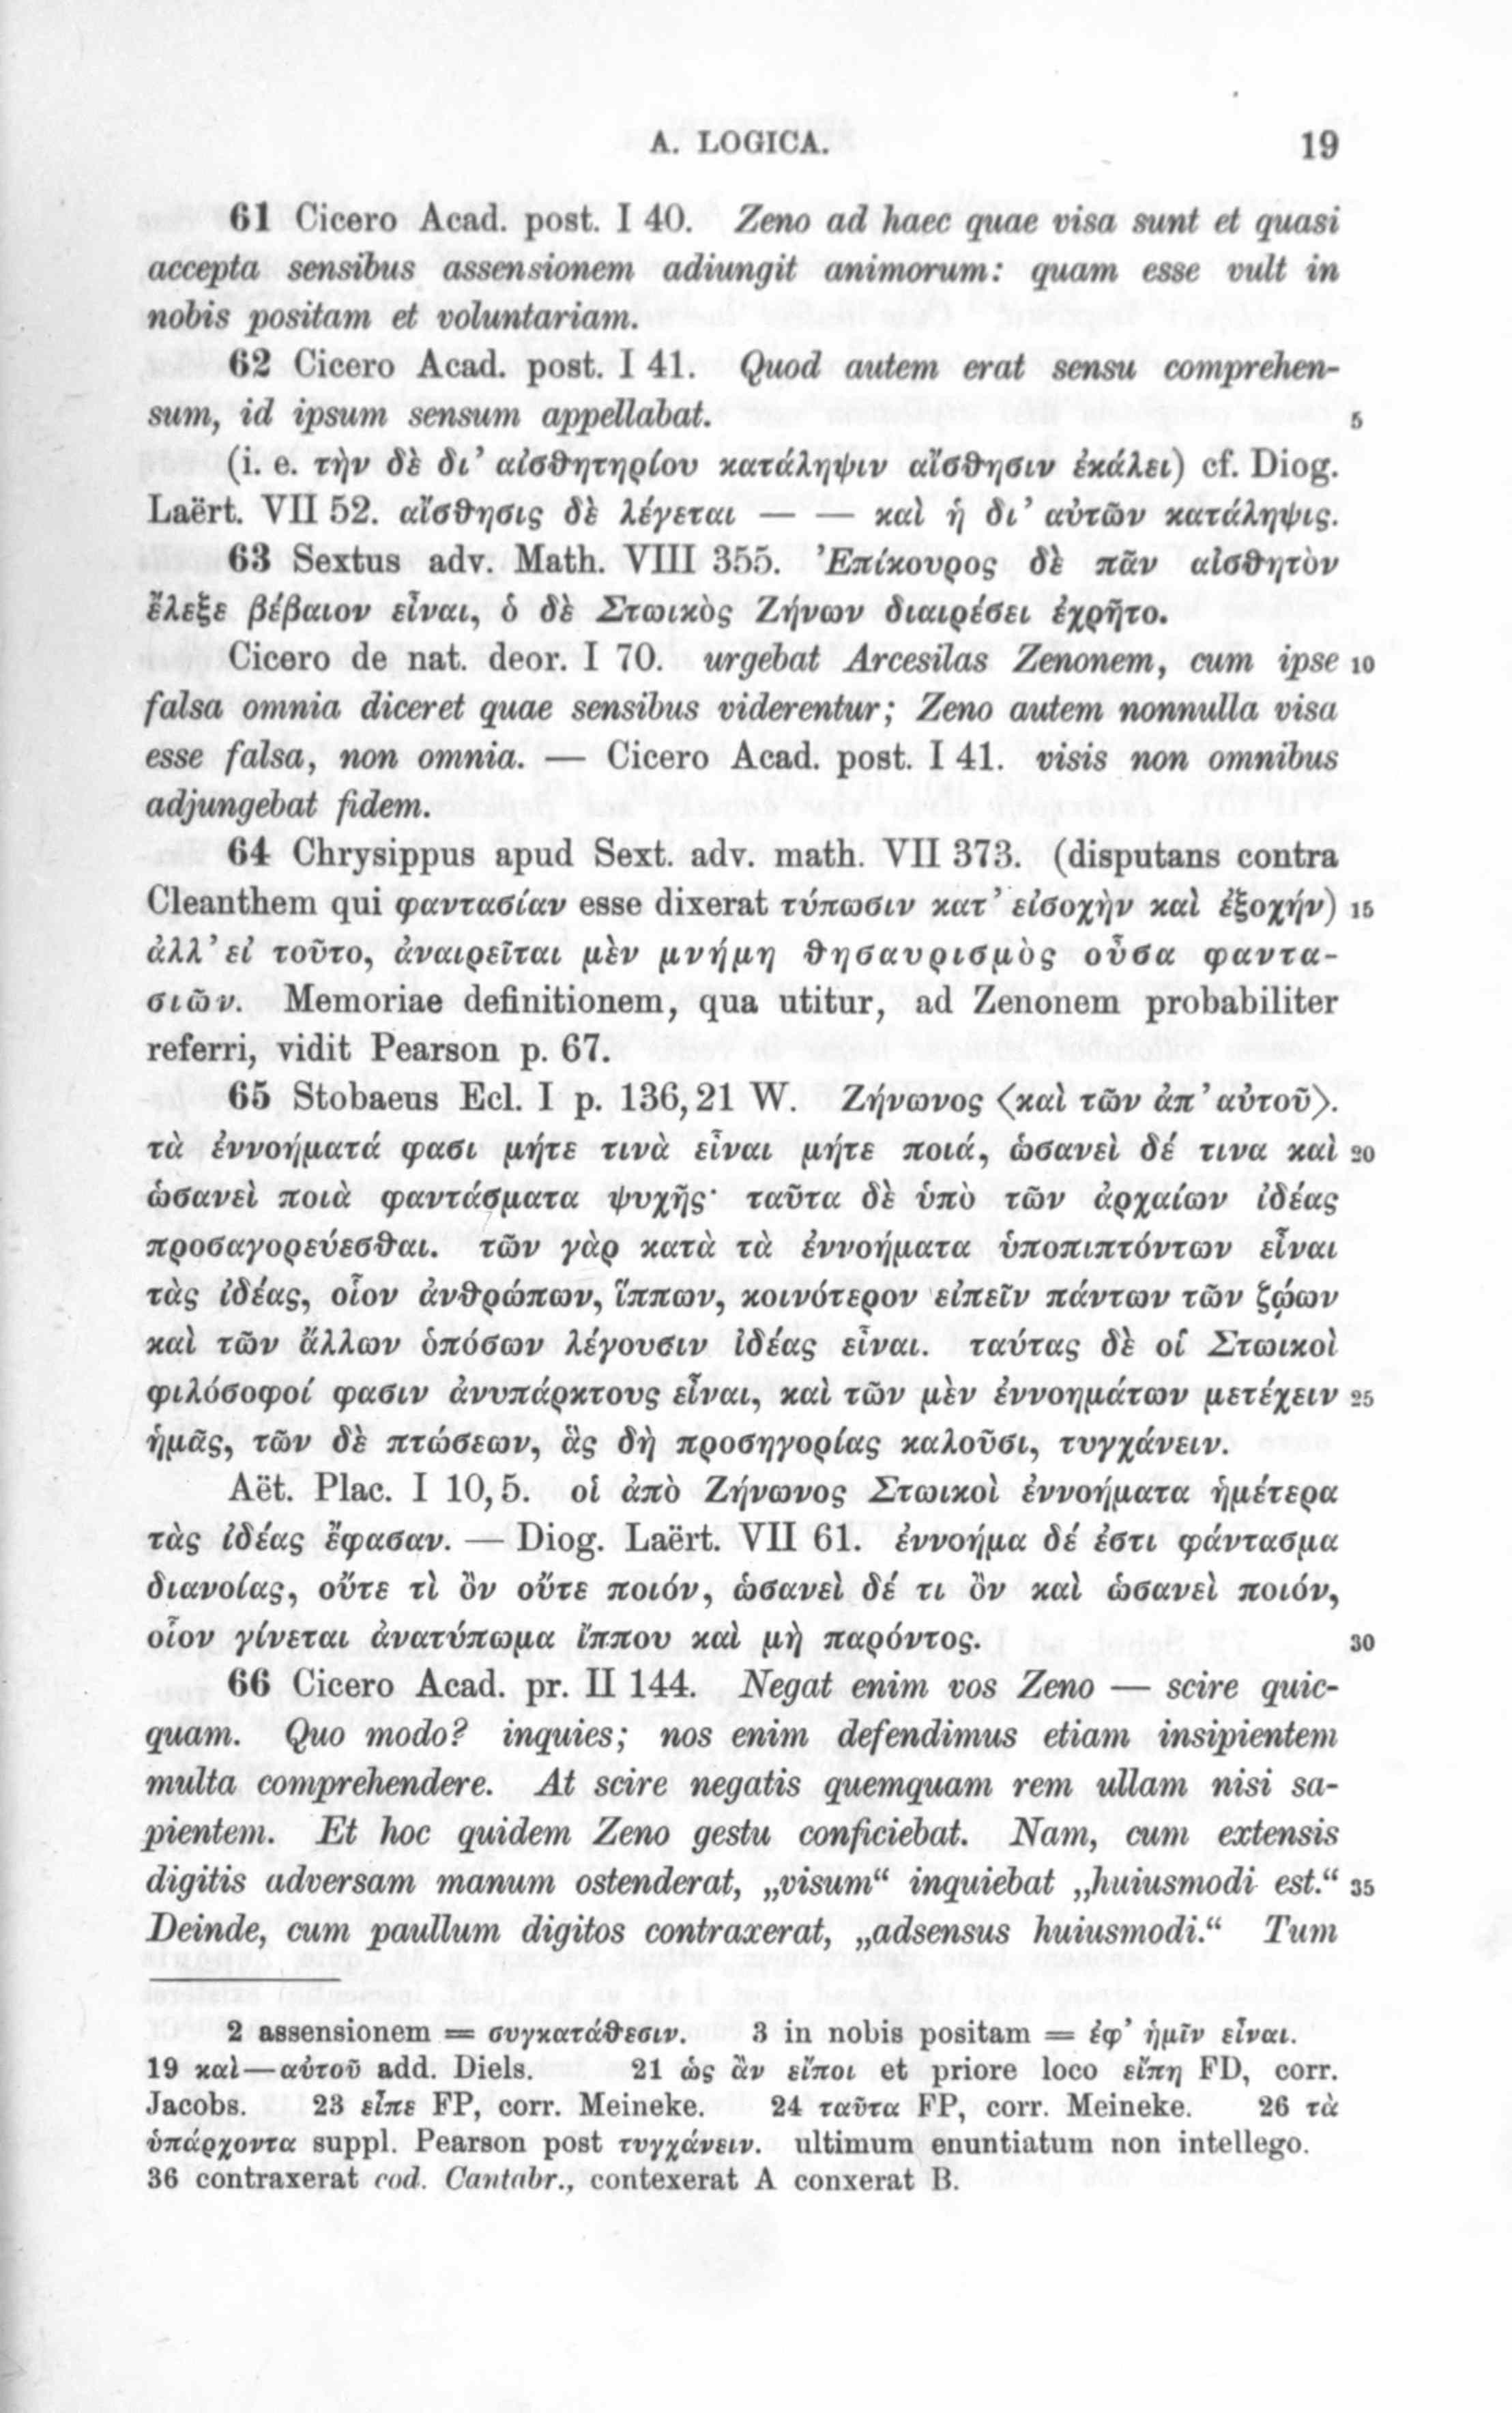 A. LOGICA. 19
61 Cicero Acad. post. I 40. Zeno ad haec quae visa sunt et quasi
accepta sensibus assensionem adiungit animorum: quam esse vult in
nobis positam et voluntariam.
62 Cicero Acad. post. I 41. Quod autem erat sensu comprehen-
sum, id ipsum sensum appellabat. 5
(i. e. τὴν δὲ δι’ αἰσθητηρίου κατάληψιν αἴσθησιν ἐκάλει) cf. Diog.
Laërt. VII 52. αἴσθησις δὲ λέγεται — — καὶ ἡ δι’ αὐτῶν κατάληψις.
63 Sextus adv. Math. VIII 355. Ἐπίκουρος δὲ πᾶν αἰσθητὸν
ἔλεξε βέβαιον εἶναι, ὁ δὲ Στωικὸς Ζήνων διαιρέσει ἐχρῆτο.
Cicero de nat. deor. I 70. urgebat Arcesilas Zenonem, cum ipse 10
falsa omnia diceret quae sensibus viderentur; Zeno autem nonnulla visa
esse falsa, non omnia. — Cicero Acad. post. I 41. visis non omnibus
adjungebat fidem.
64 Chrysippus apud Sext. adv. math. VII 373. (disputans contra
Cleanthem qui φαντασίαν esse dixerat τύπωσιν κατ’ εἰσοχὴν καὶ ἐξοχήν) 15
ἀλλ’ εἰ τοῦτο, ἀναιρεῖται μὲν μνήμη θησαυρισμὸς οὖσα φαντα-
σιῶν. Memoriae definitionem, qua utitur, ad Zenonem probabiliter
referri, vidit Pearson p. 67.
65 Stobaeus Ecl. I p. 136,21 W. Ζήνωνος ⟨καὶ τῶν ἀπ’ αὐτοῦ⟩.
τὰ ἐννοήματά φασι μήτε τινὰ εἶναι μήτε ποιά, ὡσανεὶ δέ τινα καὶ 20
ὡσανεὶ ποιὰ φαντάσματα ψυχῆς· ταῦτα δὲ ὑπὸ τῶν ἀρχαίων ἰδέας
προσαγορεύεσθαι. τῶν γὰρ κατὰ τὰ ἐννοήματα ὑποπιπτόντων εἶναι
τὰς ἰδέας, οἷον ἀνθρώπων, ἵππων, κοινότερον εἰπεῖν πάντων τῶν ζῴων
καὶ τῶν ἄλλων ὁπόσων λέγουσιν ἰδέας εἶναι. ταύτας δὲ οἱ Στωικοὶ
φιλόσοφοί φασιν ἀνυπάρκτους εἶναι, καὶ τῶν μὲν ἐννοημάτων μετέχειν 25
ἡμᾶς, τῶν δὲ πτώσεων, ἃς δὴ προσηγορίας καλοῦσι, τυγχάνειν.
Aët. Plac. I 10,5. οἱ ἀπὸ Ζήνωνος Στωικοὶ ἐννοήματα ἡμέτερα
τὰς ἰδέας ἔφασαν. — Diog. Laërt. VII 61. ἐννοήμα δέ ἐστι φάντασμα
διανοίας, οὔτε τὶ ὂν οὔτε ποιόν, ὡσανεὶ δέ τι ὂν καὶ ὡσανεὶ ποιόν,
οἷον γίνεται ἀνατύπωμα ἵππου καὶ μὴ παρόντος. 30
66 Cicero Acad. pr. II 144. Negat enim vos Zeno — scire quic-
quam. Quo modo? inquies; nos enim defendimus etiam insipientem
multa comprehendere. At scire negatis quemquam rem ullam nisi sa-
pientem. Et hoc quidem Zeno gestu conficiebat. Nam, cum extensis
digitis adversam manum ostenderat, „visum“ inquiebat „huiusmodi est.“ 35
Deinde, cum paullum digitos contraxerat, „adsensus huiusmodi.“ Tum
2 assensionem = συγκατάθεσιν. 3 in nobis positam = ἐφ’ ἡμῖν εἶναι.
19 καὶ—αὐτοῦ add. Diels. 21 ὡς ἂν εἴποι et priore loco εἴπῃ FD, corr.
Jacobs. 23 εἶπε FP, corr. Meineke. 24 ταῦτα FP, corr. Meineke. 26 τὰ
ὑπάρχοντα suppl. Pearson post τυγχάνειν. ultimum enuntiatum non intellego.
36 contraxerat cod. Cantabr., contexerat A conxerat B.